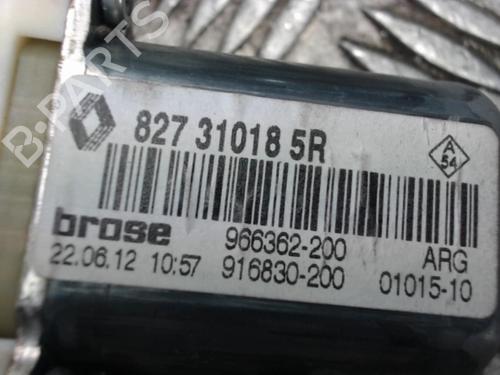 B-PARTS
827 31018 5R
A
54
brose
966362-200
ARG
22.06.12 10:57
916830-200
01015-10